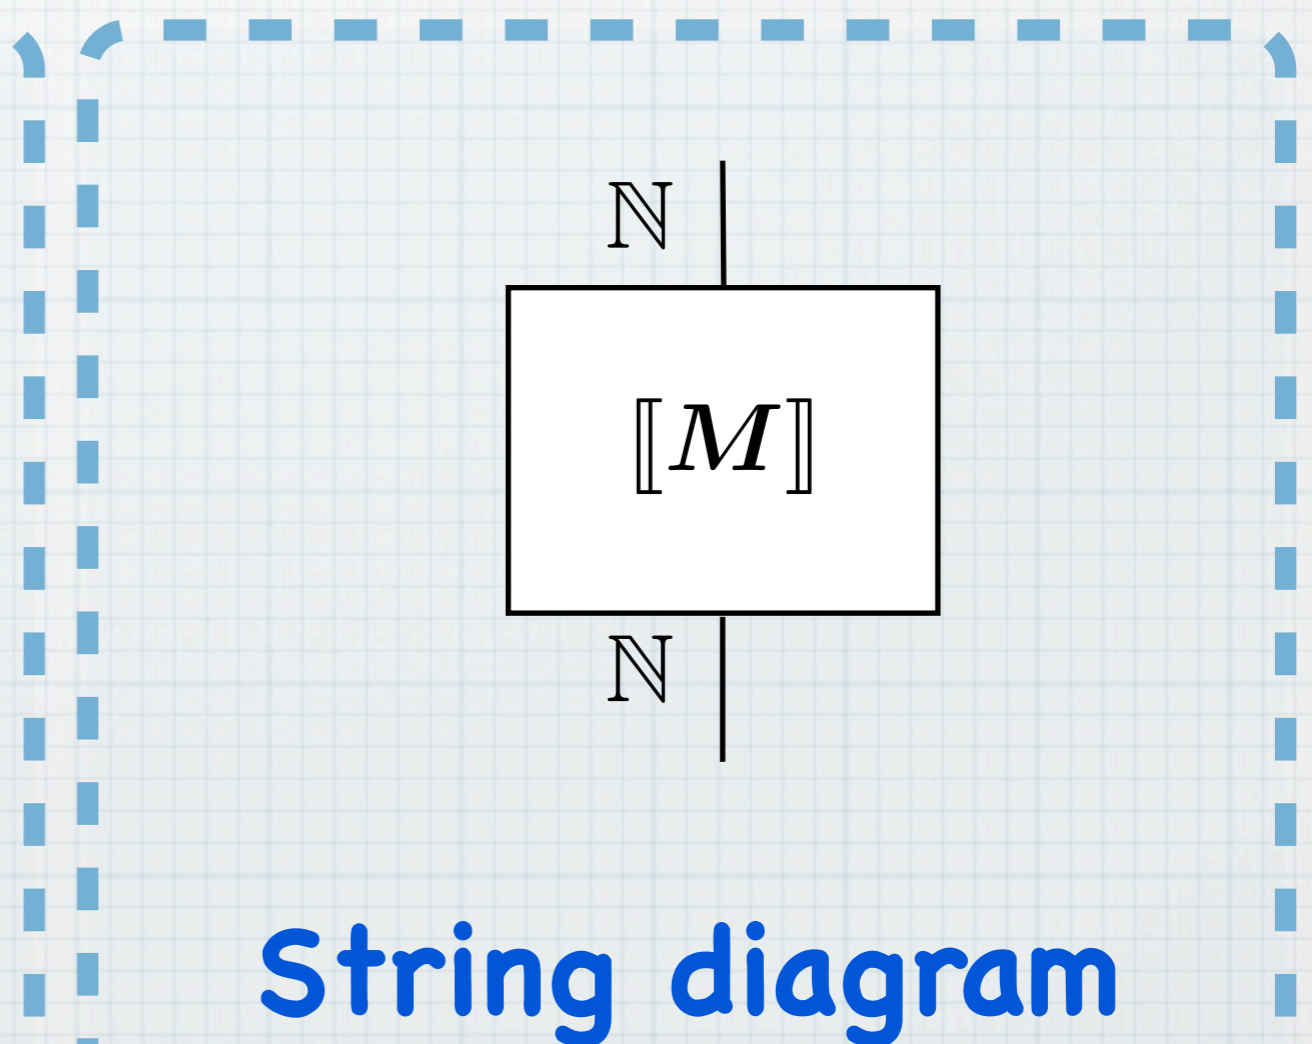 ℕ
⟦M⟧
ℕ
String diagram